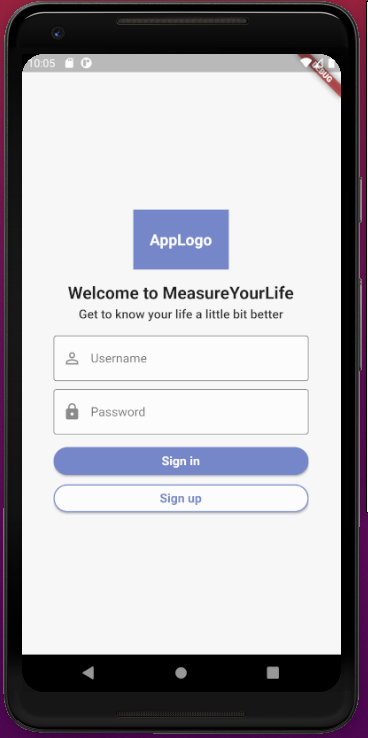 10:05
DEBUG
AppLogo
Welcome to MeasureYourLife
Get to know your life a little bit better
Username
Password
Sign in
Sign up